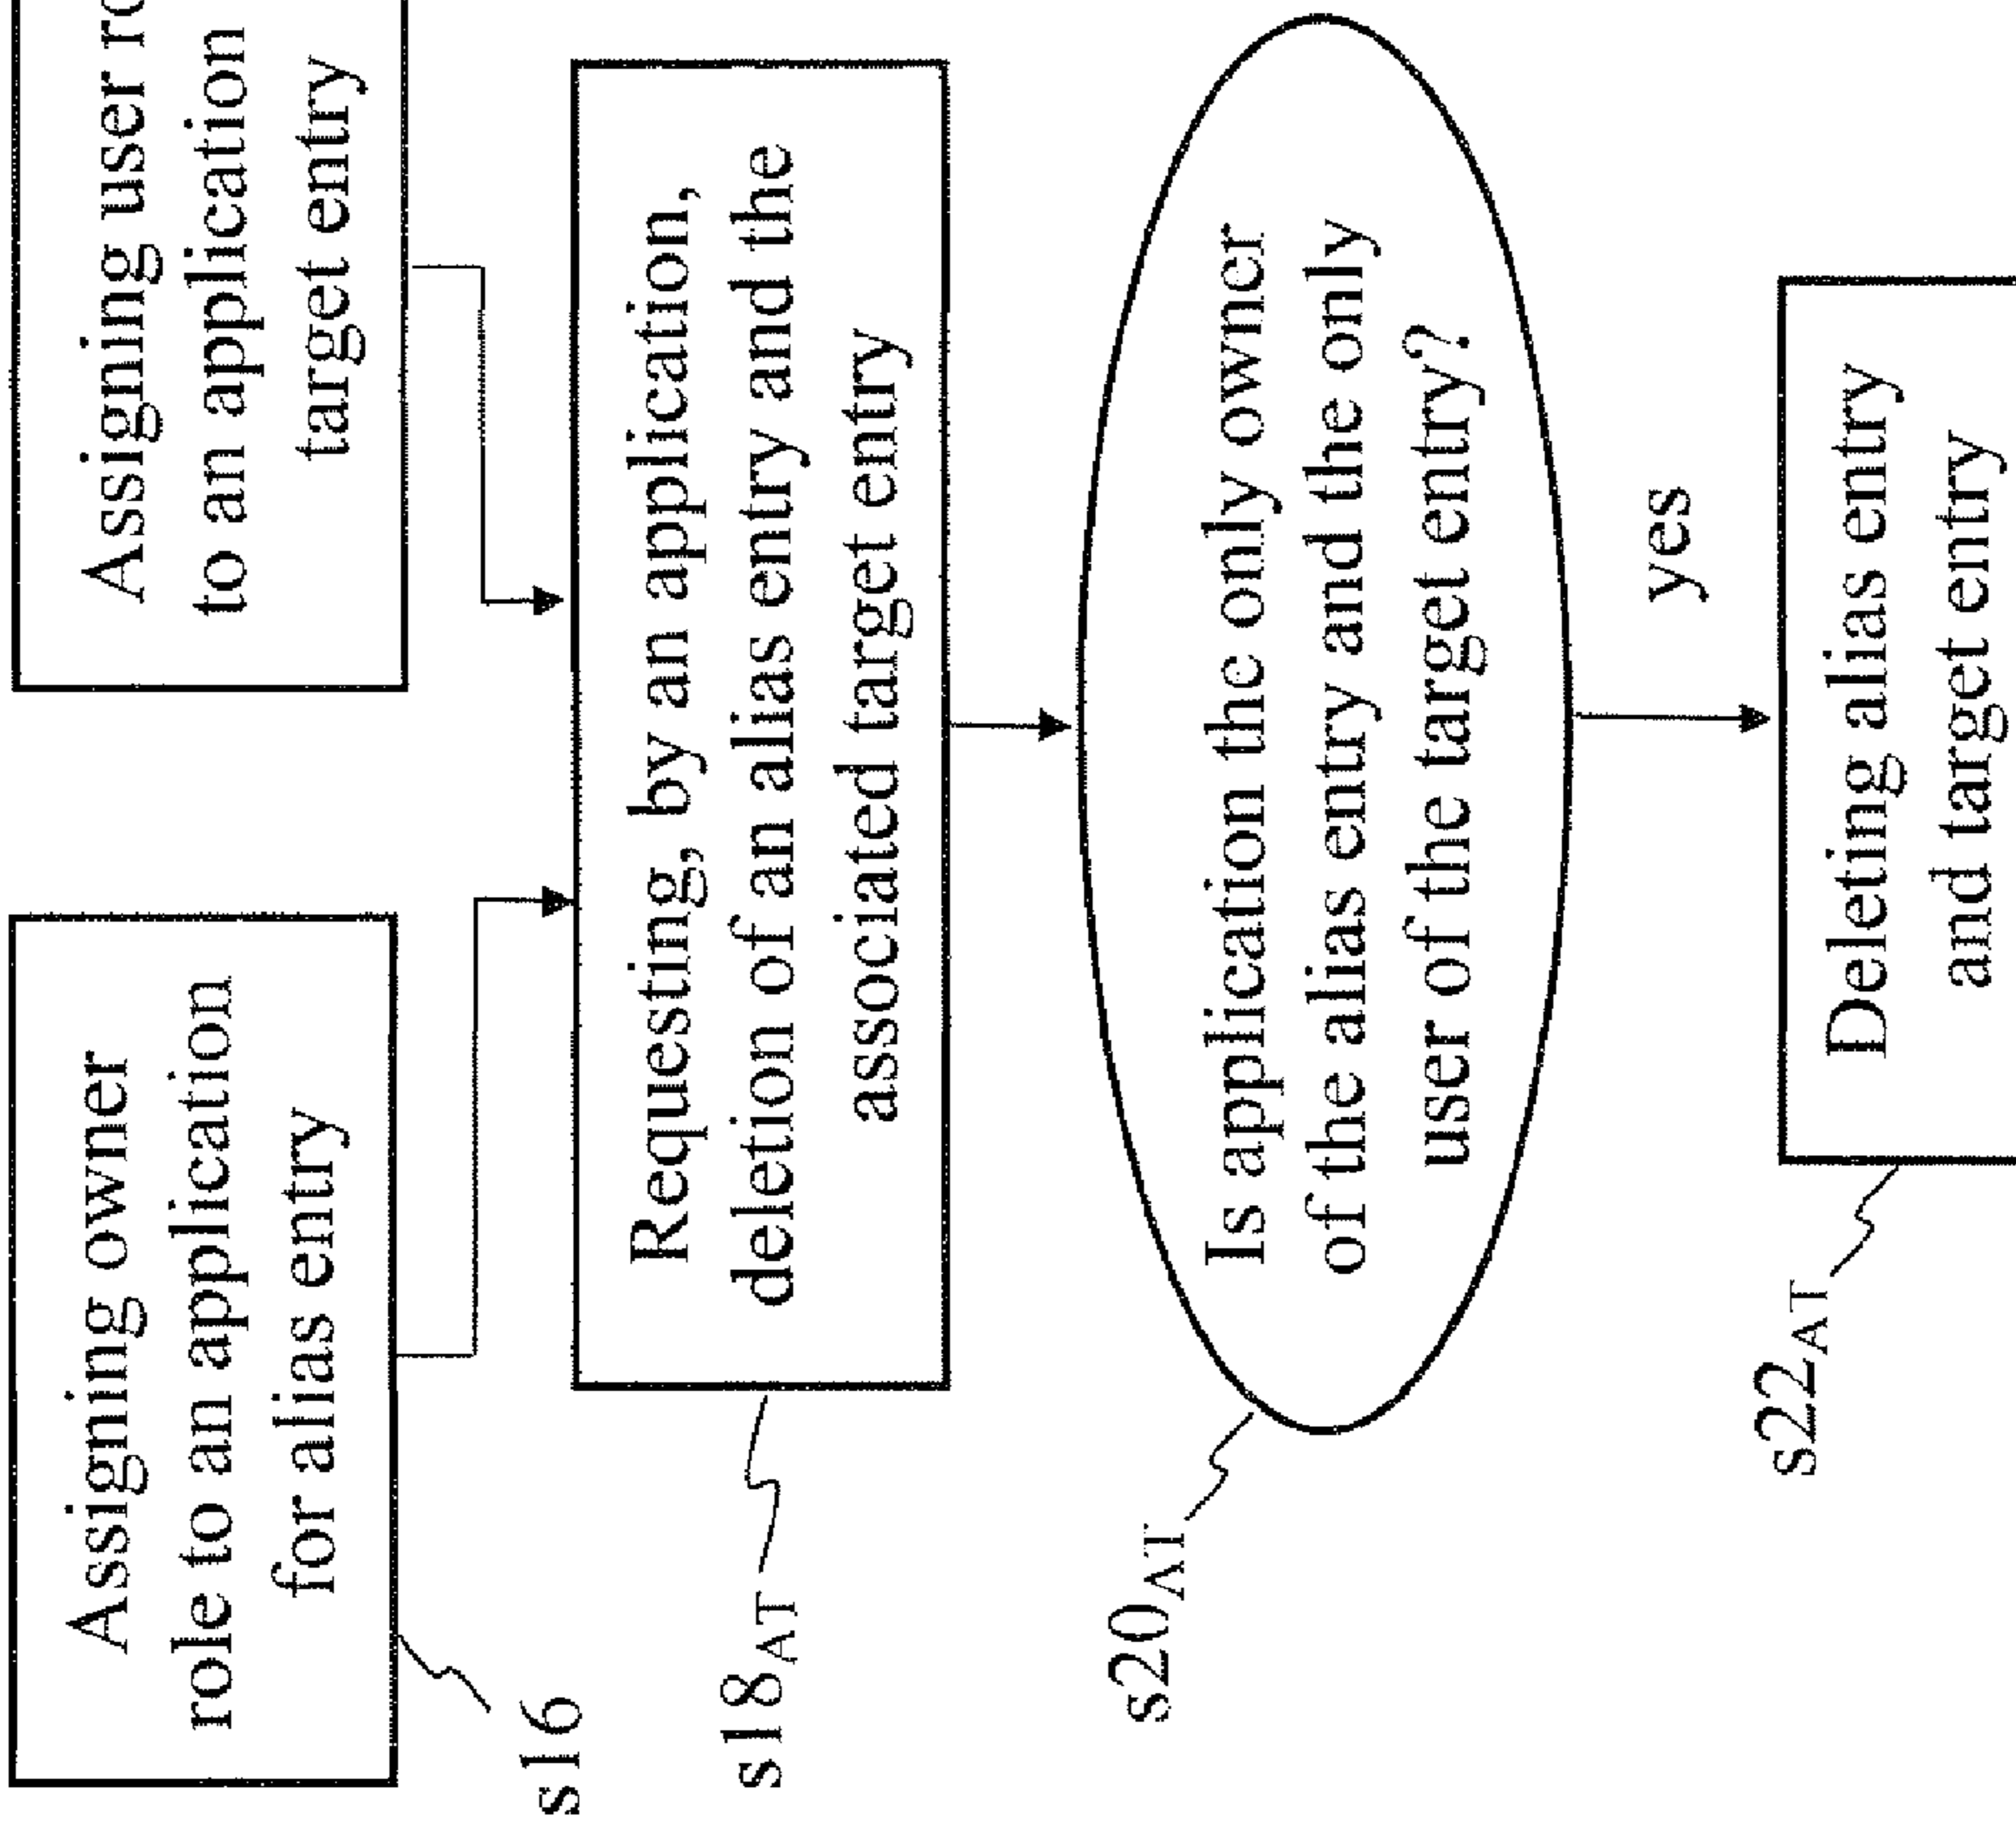 Assigning owner
role to an application
for alias entry
s16
Assigning user
to an application
target entry
Requesting, by an application,
deletion of an alias entry and the
associated target entry
s18AT
Is application the only owner
of the alias entry and the only
user of the target entry?
s20AT
yes
Deleting alias entry
and target entry
s22AT